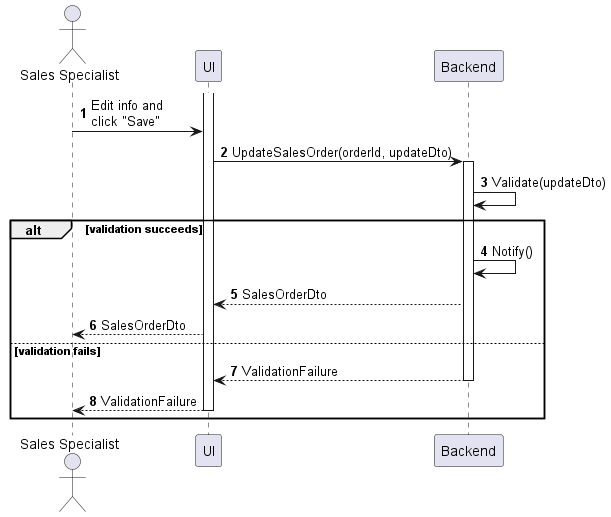 Sales Specialist
UI
Backend
1 Edit info and
click "Save"
2 UpdateSalesOrder(orderId, updateDto)
3 Validate(updateDto)
alt [validation succeeds]
4 Notify()
5 SalesOrderDto
6 SalesOrderDto
[validation fails]
7 ValidationFailure
8 ValidationFailure
Sales Specialist
UI
Backend